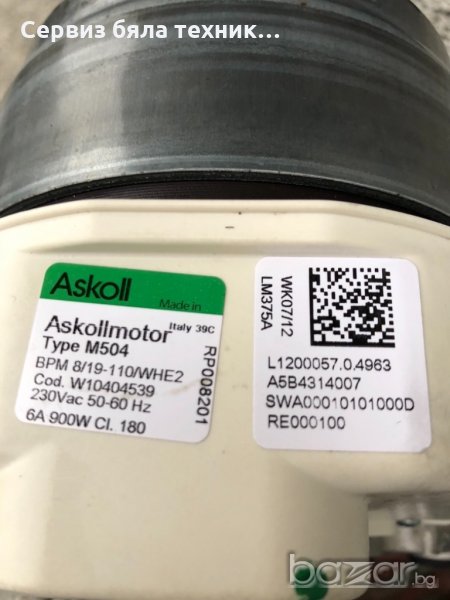 Сервиз бяла техник...
Askoll
Made in
Italy 39C
Askollmotor
Type M504
BPM 8/19-110/WHE2
Cod. W10404539
230Vac 50-60 Hz
6A 900W Cl. 180
RP008201
WK07/12
LM375A
L1200057.0.4963
A5B4314007
SWA00010101000D
RE000100
bazar.bg